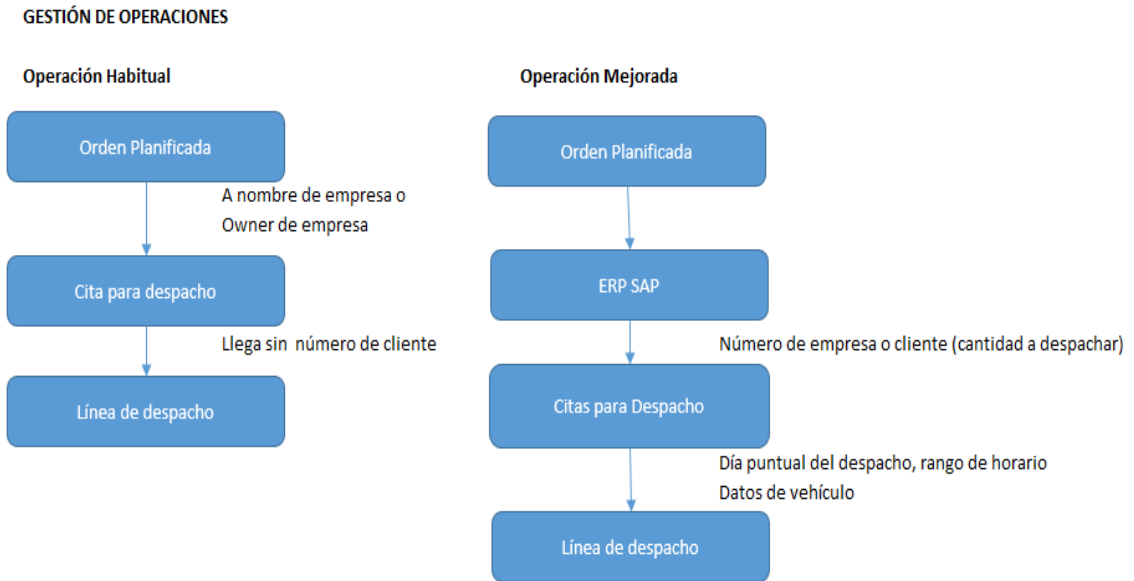 GESTIÓN DE OPERACIONES
Operación Habitual
Orden Planificada
A nombre de empresa o
Owner de empresa
Cita para despacho
Llega sin número de cliente
Línea de despacho
Operación Mejorada
Orden Planificada
ERP SAP
Número de empresa o cliente (cantidad a despachar)
Citas para Despacho
Día puntual del despacho, rango de horario
Datos de vehículo
Línea de despacho